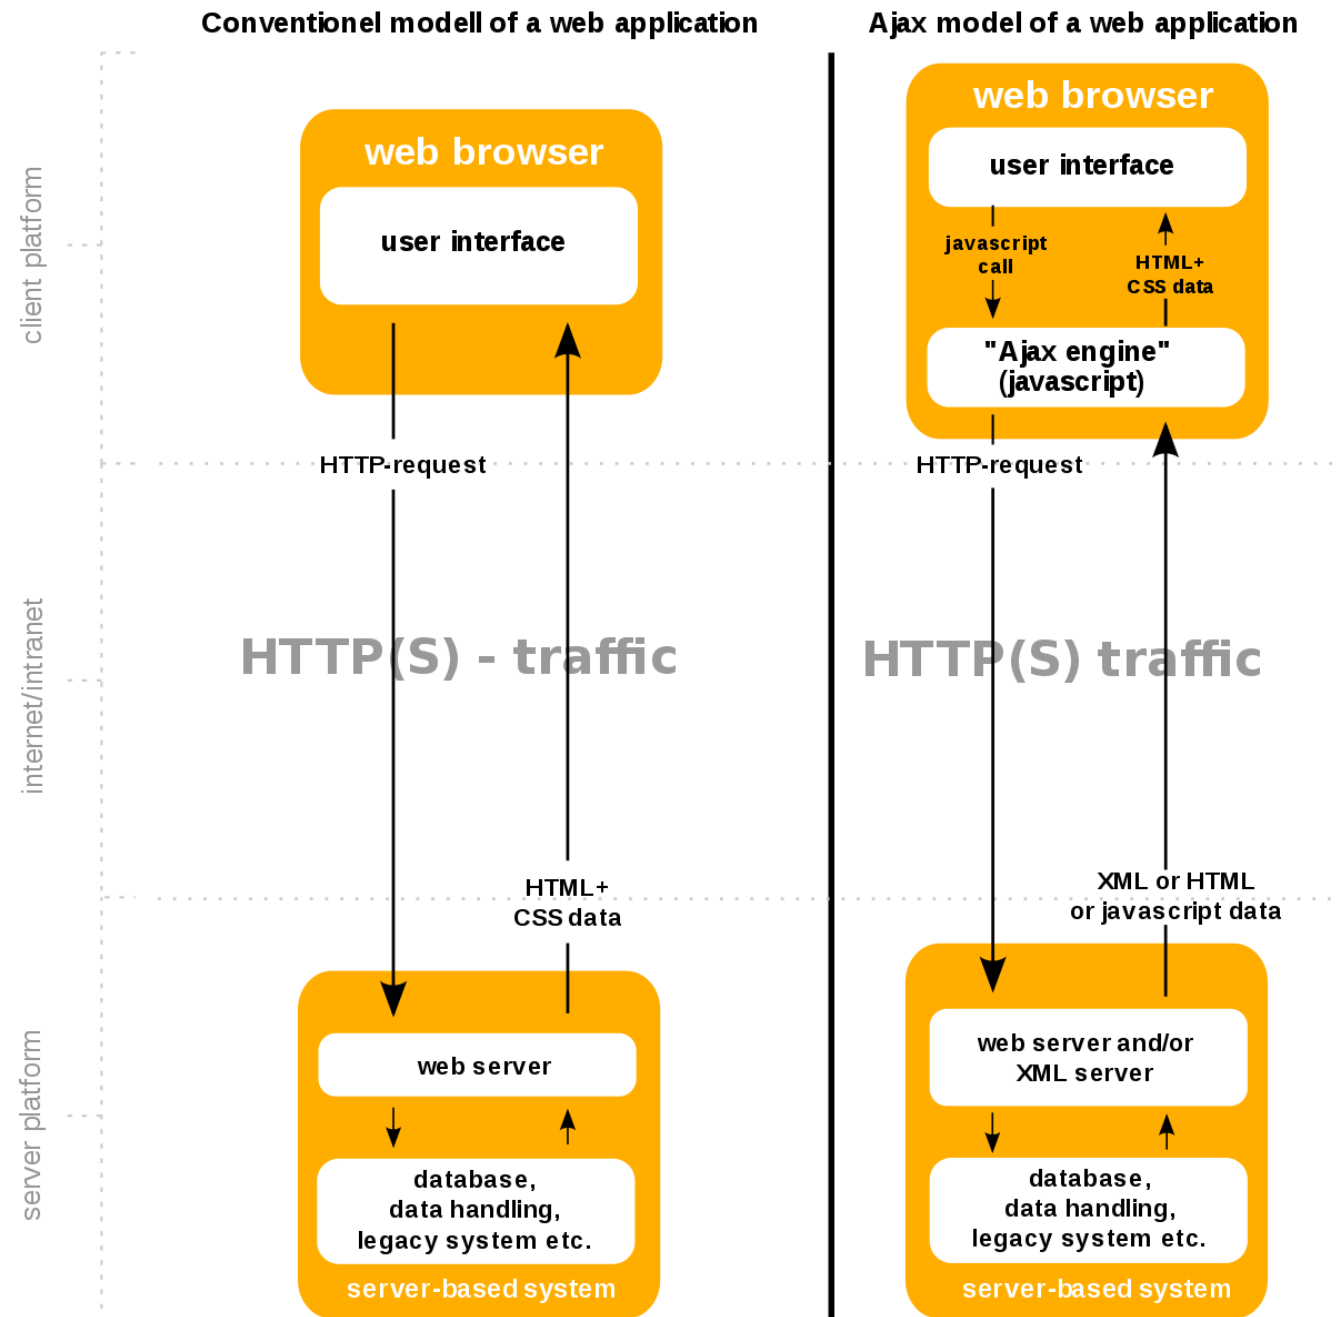 Conventionel modell of a web application
web browser
user interface
HTTP-request
HTTP(S) - traffic
HTML+
CSS data
web server
database,
data handling,
legacy system etc.
server-based system
Ajax model of a web application
web browser
user interface
javascript
call
HTML+
CSS data
"Ajax engine"
(javascript)
HTTP-request
HTTP(S) traffic
XML or HTML
or javascript data
web server and/or
XML server
database,
data handling,
legacy system etc.
server-based system
client platform
internet/intranet
server platform